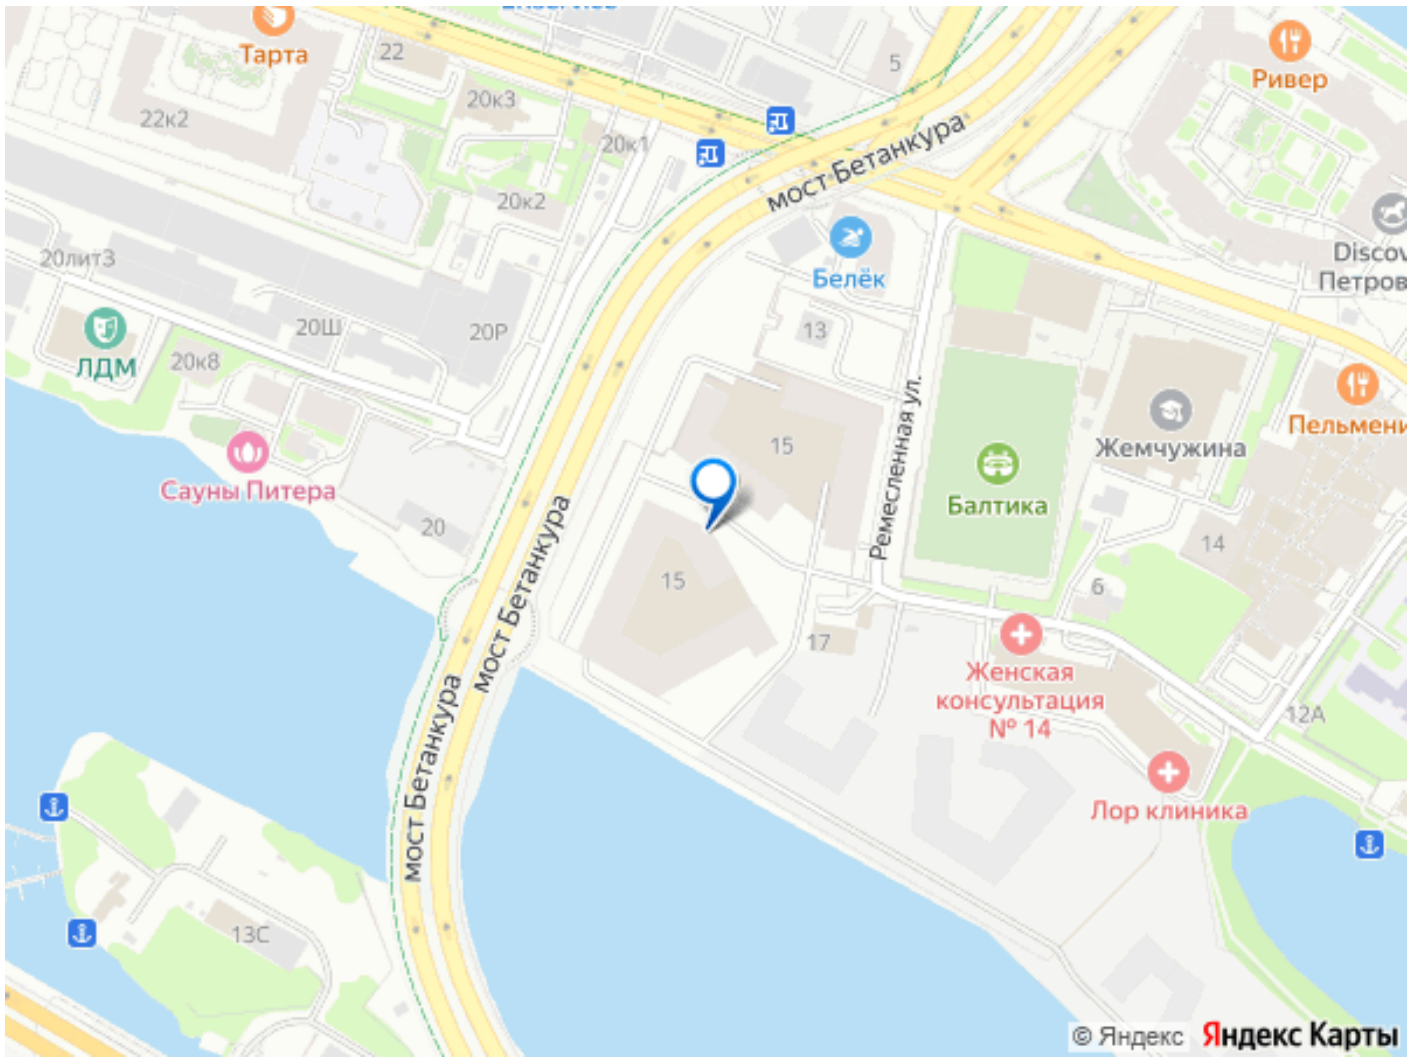 Тарта
22
22к2
20к3
20к1
20к2
5
Ривер
мост Бетанкура
Discov
Петров
Белёк
20лит3
ЛДМ
20Ш
20Р
20к8
13
Ремесленная ул.
Пельмени
Жемчужина
15
Балтика
Сауны Питера
20
мост Бетанкура
15
14
6
17
Женская
консультация
№ 14
12А
мост Бетанкура
Лор клиника
13С
© Яндекс Яндекс Карты